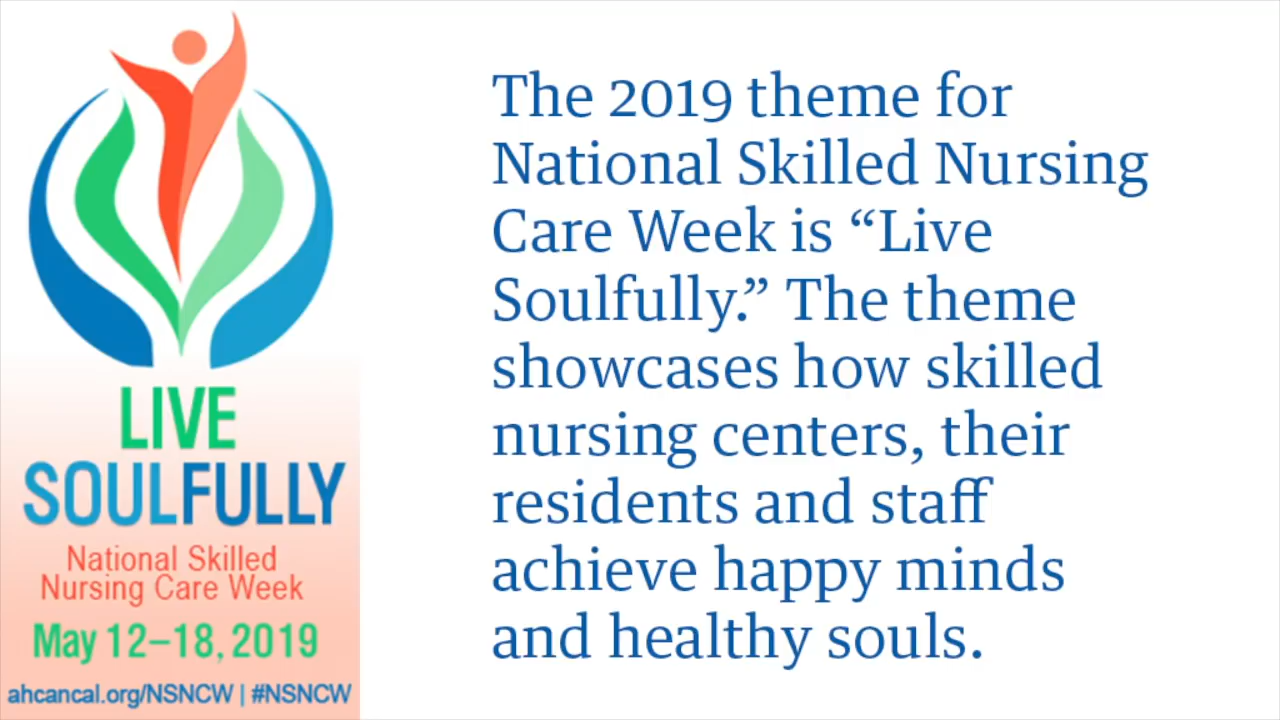 LIVE
SOULFULLY
National Skilled
Nursing Care Week
May 12–18, 2019
ahcancal.org/NSNCW | #NSNCW
The 2019 theme for
National Skilled Nursing
Care Week is “Live
Soulfully.” The theme
showcases how skilled
nursing centers, their
residents and staff
achieve happy minds
and healthy souls.